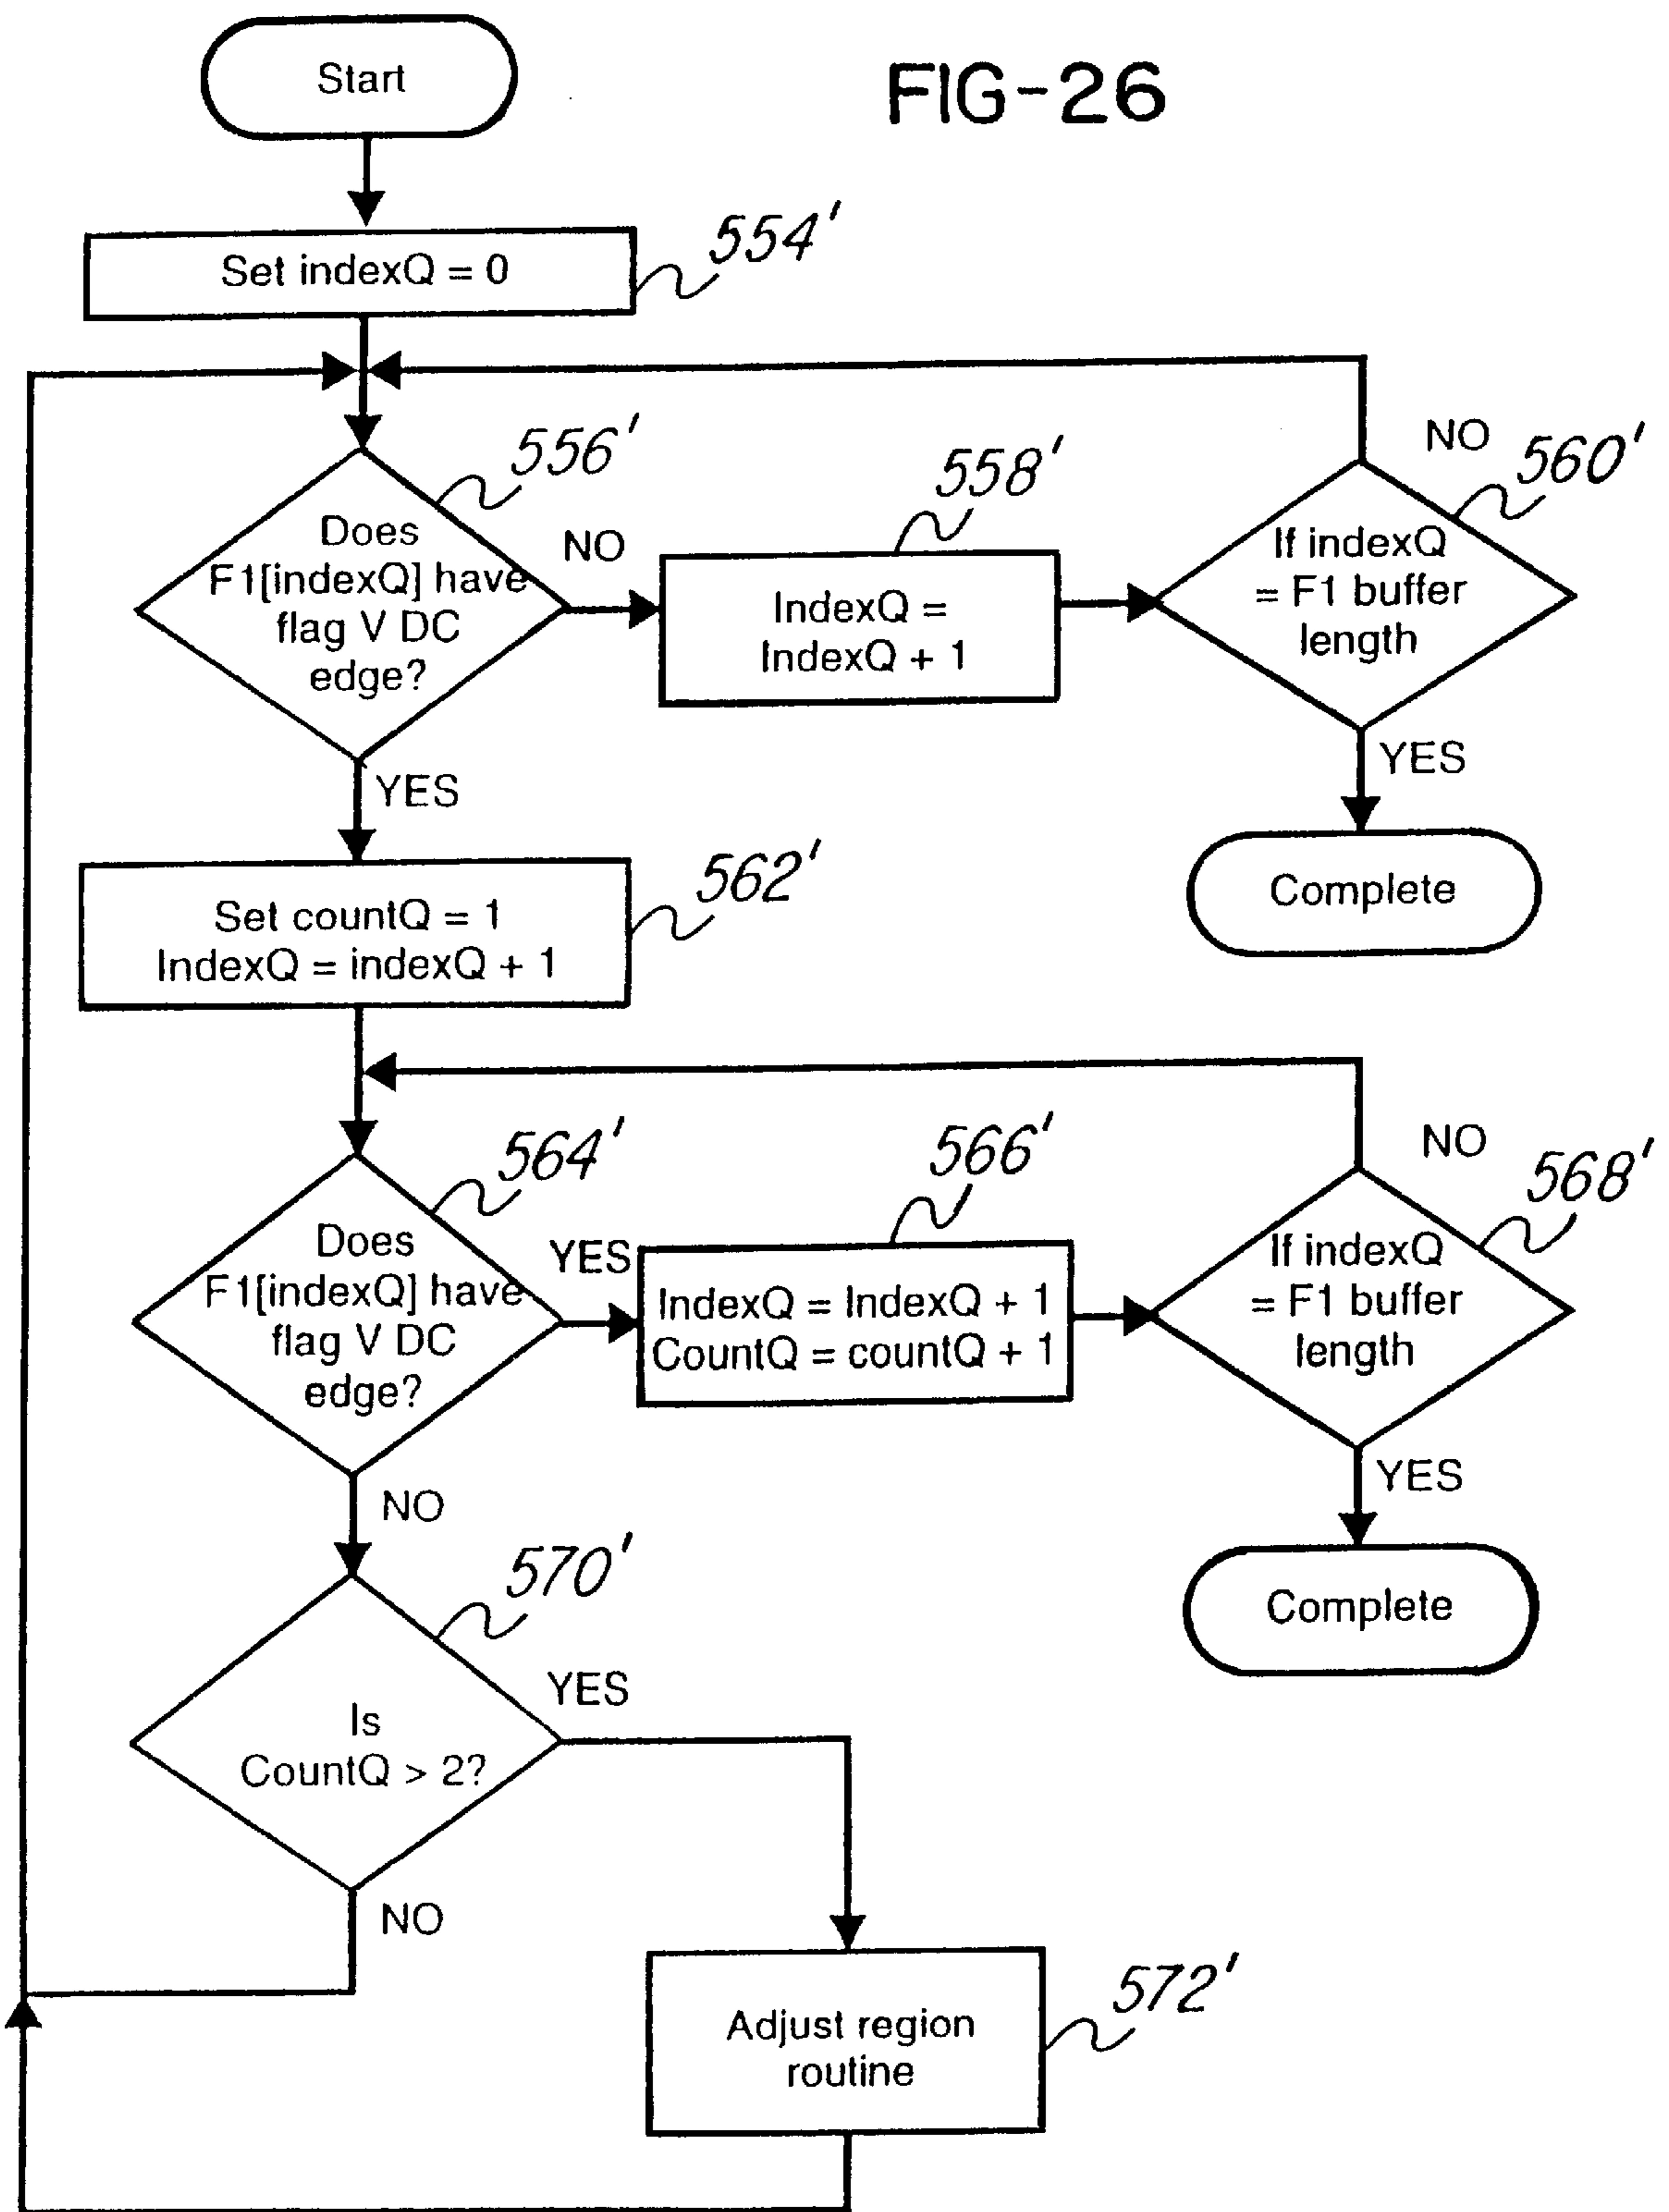 FIG-26
Start
Set indexQ = 0
554'
556'
Does
F1[indexQ] have
flag V DC
edge?
NO
558'
IndexQ =
IndexQ + 1
NO
560'
If indexQ
= F1 buffer
length
YES
YES
Complete
562'
Set countQ = 1
IndexQ = indexQ + 1
564'
Does
F1[indexQ] have
flag V DC
edge?
YES
566'
IndexQ = IndexQ + 1
CountQ = countQ + 1
NO
568'
If indexQ
= F1 buffer
length
NO
YES
Complete
570'
Is
CountQ > 2?
YES
NO
572'
Adjust region
routine